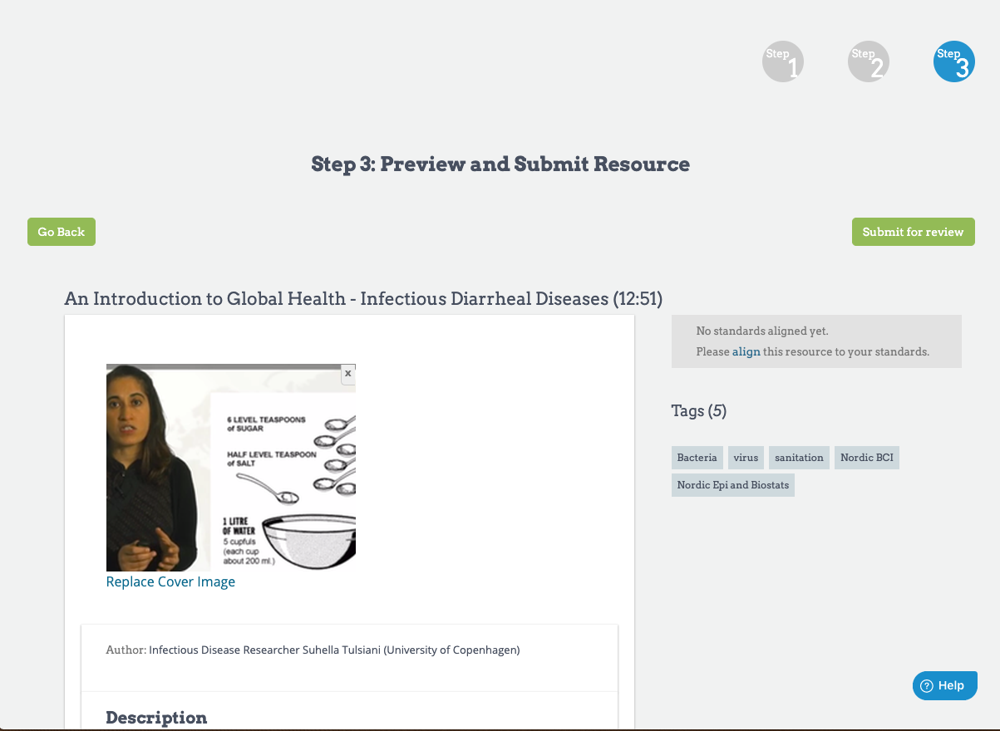 Step 1
Step 2
Step 3
Step 3: Preview and Submit Resource
Go Back
Submit for review
An Introduction to Global Health - Infectious Diarrheal Diseases (12:51)
No standards aligned yet.
Please align this resource to your standards.
x
6 LEVEL TEASPOONS
of SUGAR
HALF LEVEL TEASPOON
of SALT
1 LITRE
OF WATER
5 cupfuls
(each cup
about 200 ml.)
Replace Cover Image
Tags (5)
Bacteria virus sanitation Nordic BCI
Nordic Epi and Biostats
Author: Infectious Disease Researcher Suhella Tulsiani (University of Copenhagen)
Description
? Help